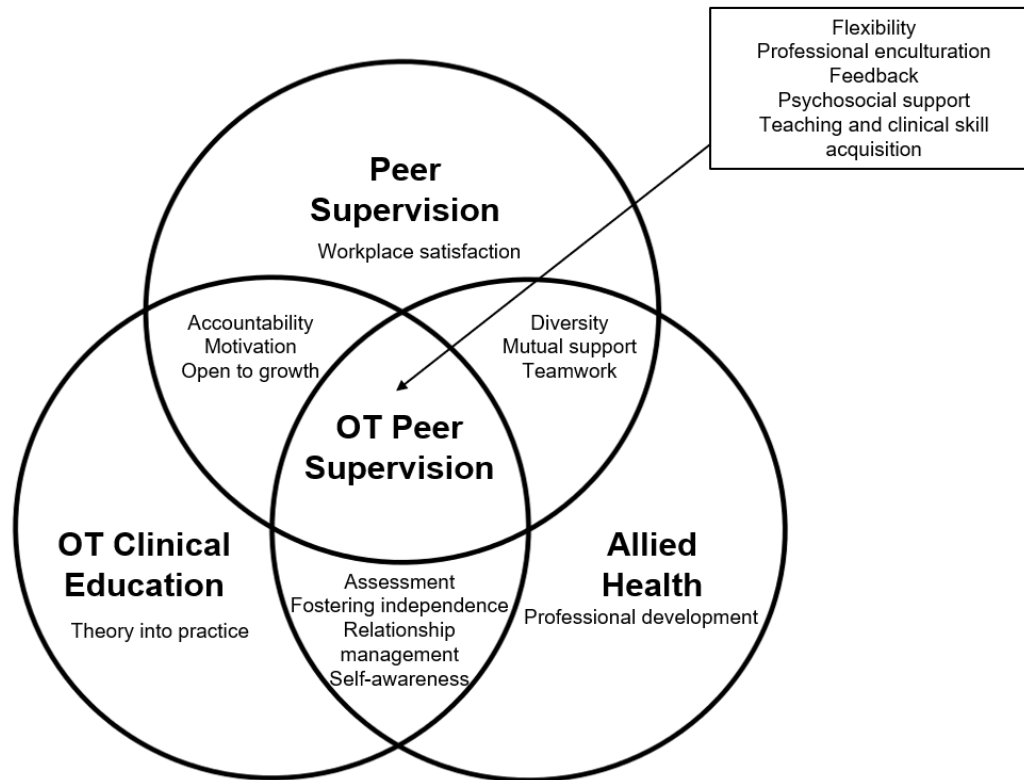 Flexibility
Professional enculturation
Feedback
Psychosocial support
Teaching and clinical skill
acquisition
Peer
Supervision
Workplace satisfaction
Accountability
Motivation
Open to growth
Diversity
Mutual support
Teamwork
OT Peer
Supervision
OT Clinical
Education
Theory into practice
Assessment
Fostering independence
Relationship
management
Self-awareness
Allied
Health
Professional development